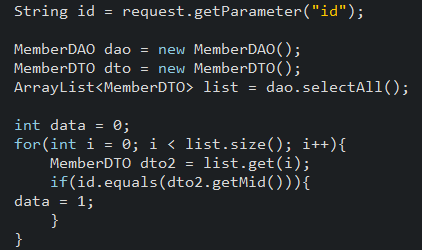 String id = request.getParameter("id");

MemberDAO dao = new MemberDAO();
MemberDTO dto = new MemberDTO();
ArrayList<MemberDTO> list = dao.selectAll();

int data = 0;
for(int i = 0; i < list.size(); i++){
    MemberDTO dto2 = list.get(i);
    if(id.equals(dto2.getMid())){
data = 1;
    }
}